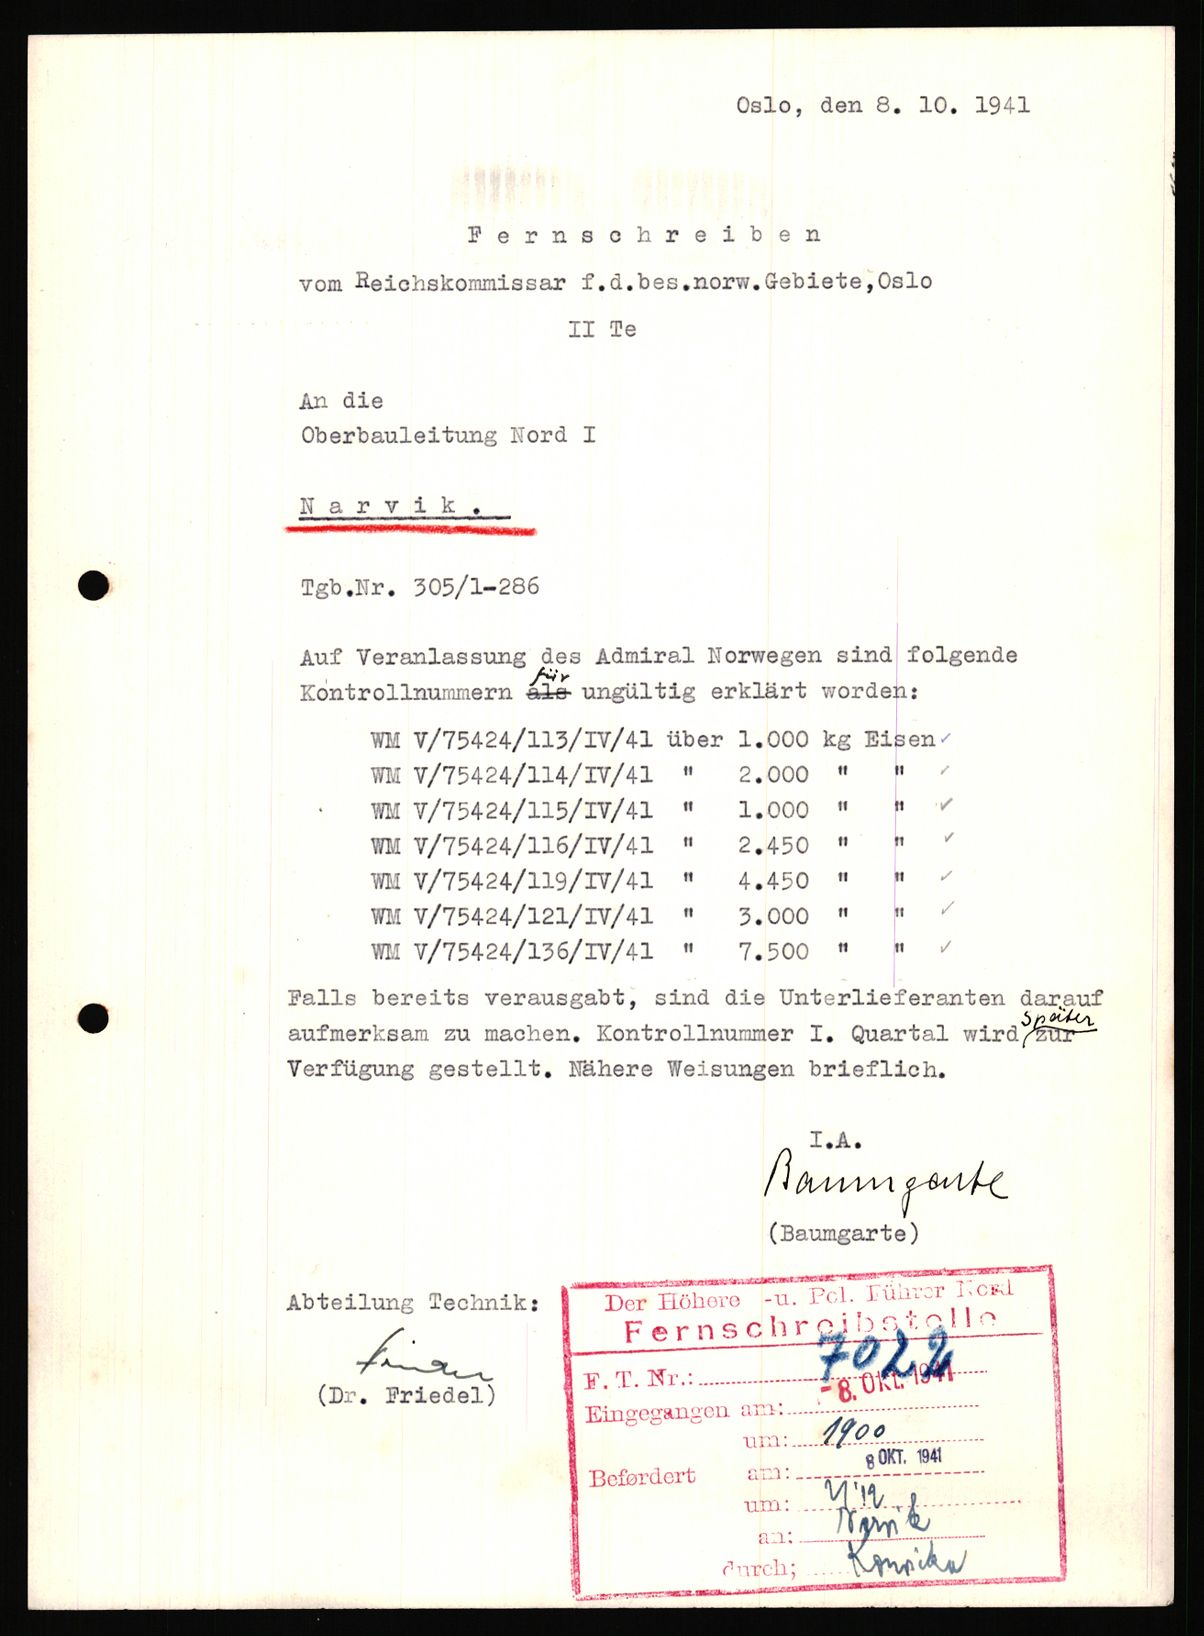 Oslo, den 8. 10. 1941
Fernschreiben
vom Reichskommissar f.d.bes.norw.Gebiete,Oslo
II Te
An die
Oberbauleitung Nord I
Narvik.
Tgb.Nr. 305/1-286
Auf Veranlassung des Admiral Norwegen sind folgende
für
Kontrollnummern als ungültig erklärt worden:
WM V/75424/113/IV/41 über 1.000 kg Eisen ✓
WM V/75424/114/IV/41 " 2.000 " " ✓
WM V/75424/115/IV/41 " 1.000 " " ✓
WM V/75424/116/IV/41 " 2.450 " " ✓
WM V/75424/119/IV/41 " 4.450 " " ✓
WM V/75424/121/IV/41 " 3.000 " " ✓
WM V/75424/136/IV/41 " 7.500 " " ✓
Falls bereits verausgabt, sind die Unterlieferanten darauf
später
aufmerksam zu machen. Kontrollnummer I. Quartal wird zur
Verfügung gestellt. Nähere Weisungen brieflich.
I.A.
Baumgarte
(Baumgarte)
Abteilung Technik:
(Dr. Friedel)
Der Höhere -u. Pol. Führer Nord
Fernschreibstelle
F. T. Nr.: 7022
Eingegangen am: - 8. OKT. 1941
um: 1900
Befördert am: 8 OKT. 1941
um:
an: Narvik
durch;